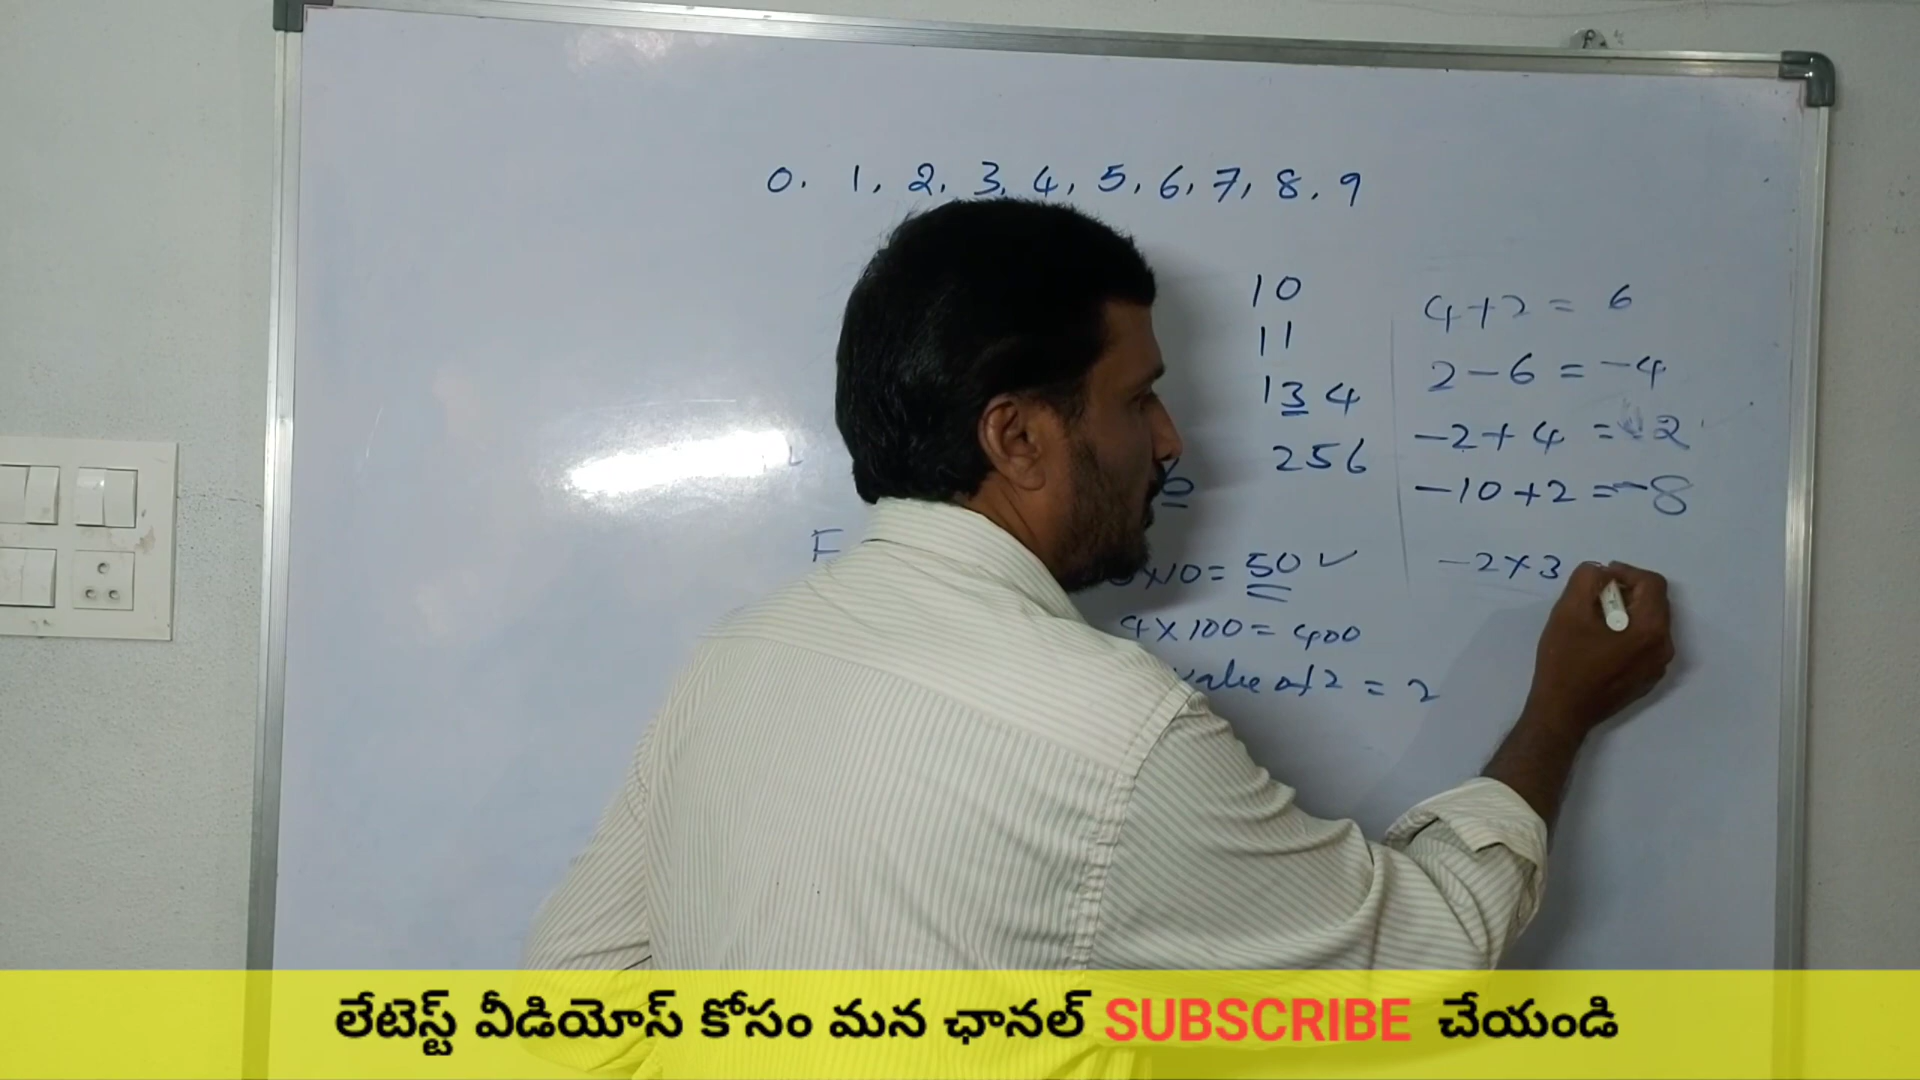 0, 1, 2, 3, 4, 5, 6, 7, 8, 9
10
11
134
256
×10 = 50 ✓
4×100 = 400
value of 2 = 2
4+2 = 6
2-6 = -4
-2+4 = 2
-10+2 = -8
-2×3
లేటెస్ట్ వీడియోస్ కోసం మన ఛానల్ SUBSCRIBE చేయండి